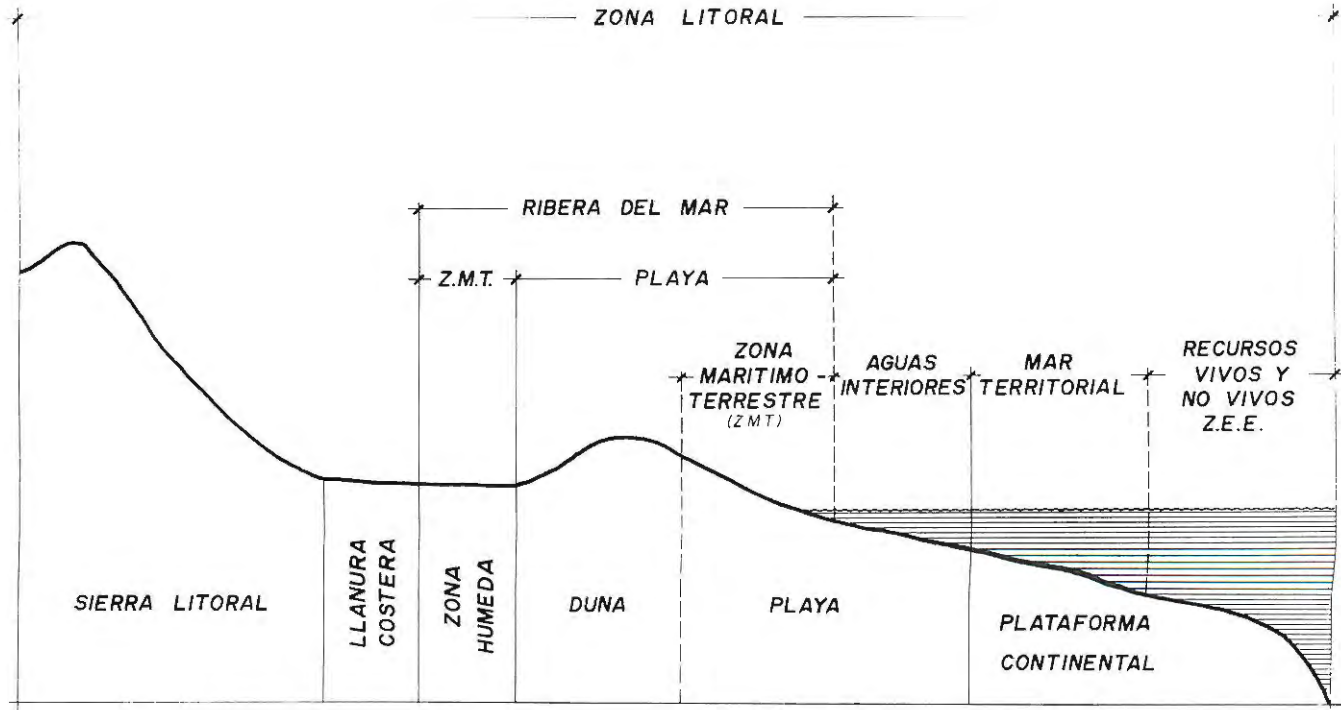 ZONA LITORAL
RIBERA DEL MAR
Z.M.T.
PLAYA
ZONA
MARITIMO -
TERRESTRE
(ZMT)
AGUAS
INTERIORES
MAR
TERRITORIAL
RECURSOS
VIVOS Y
NO VIVOS
Z.E.E.
SIERRA LITORAL
LLANURA
COSTERA
ZONA
HUMEDA
DUNA
PLAYA
PLATAFORMA
CONTINENTAL